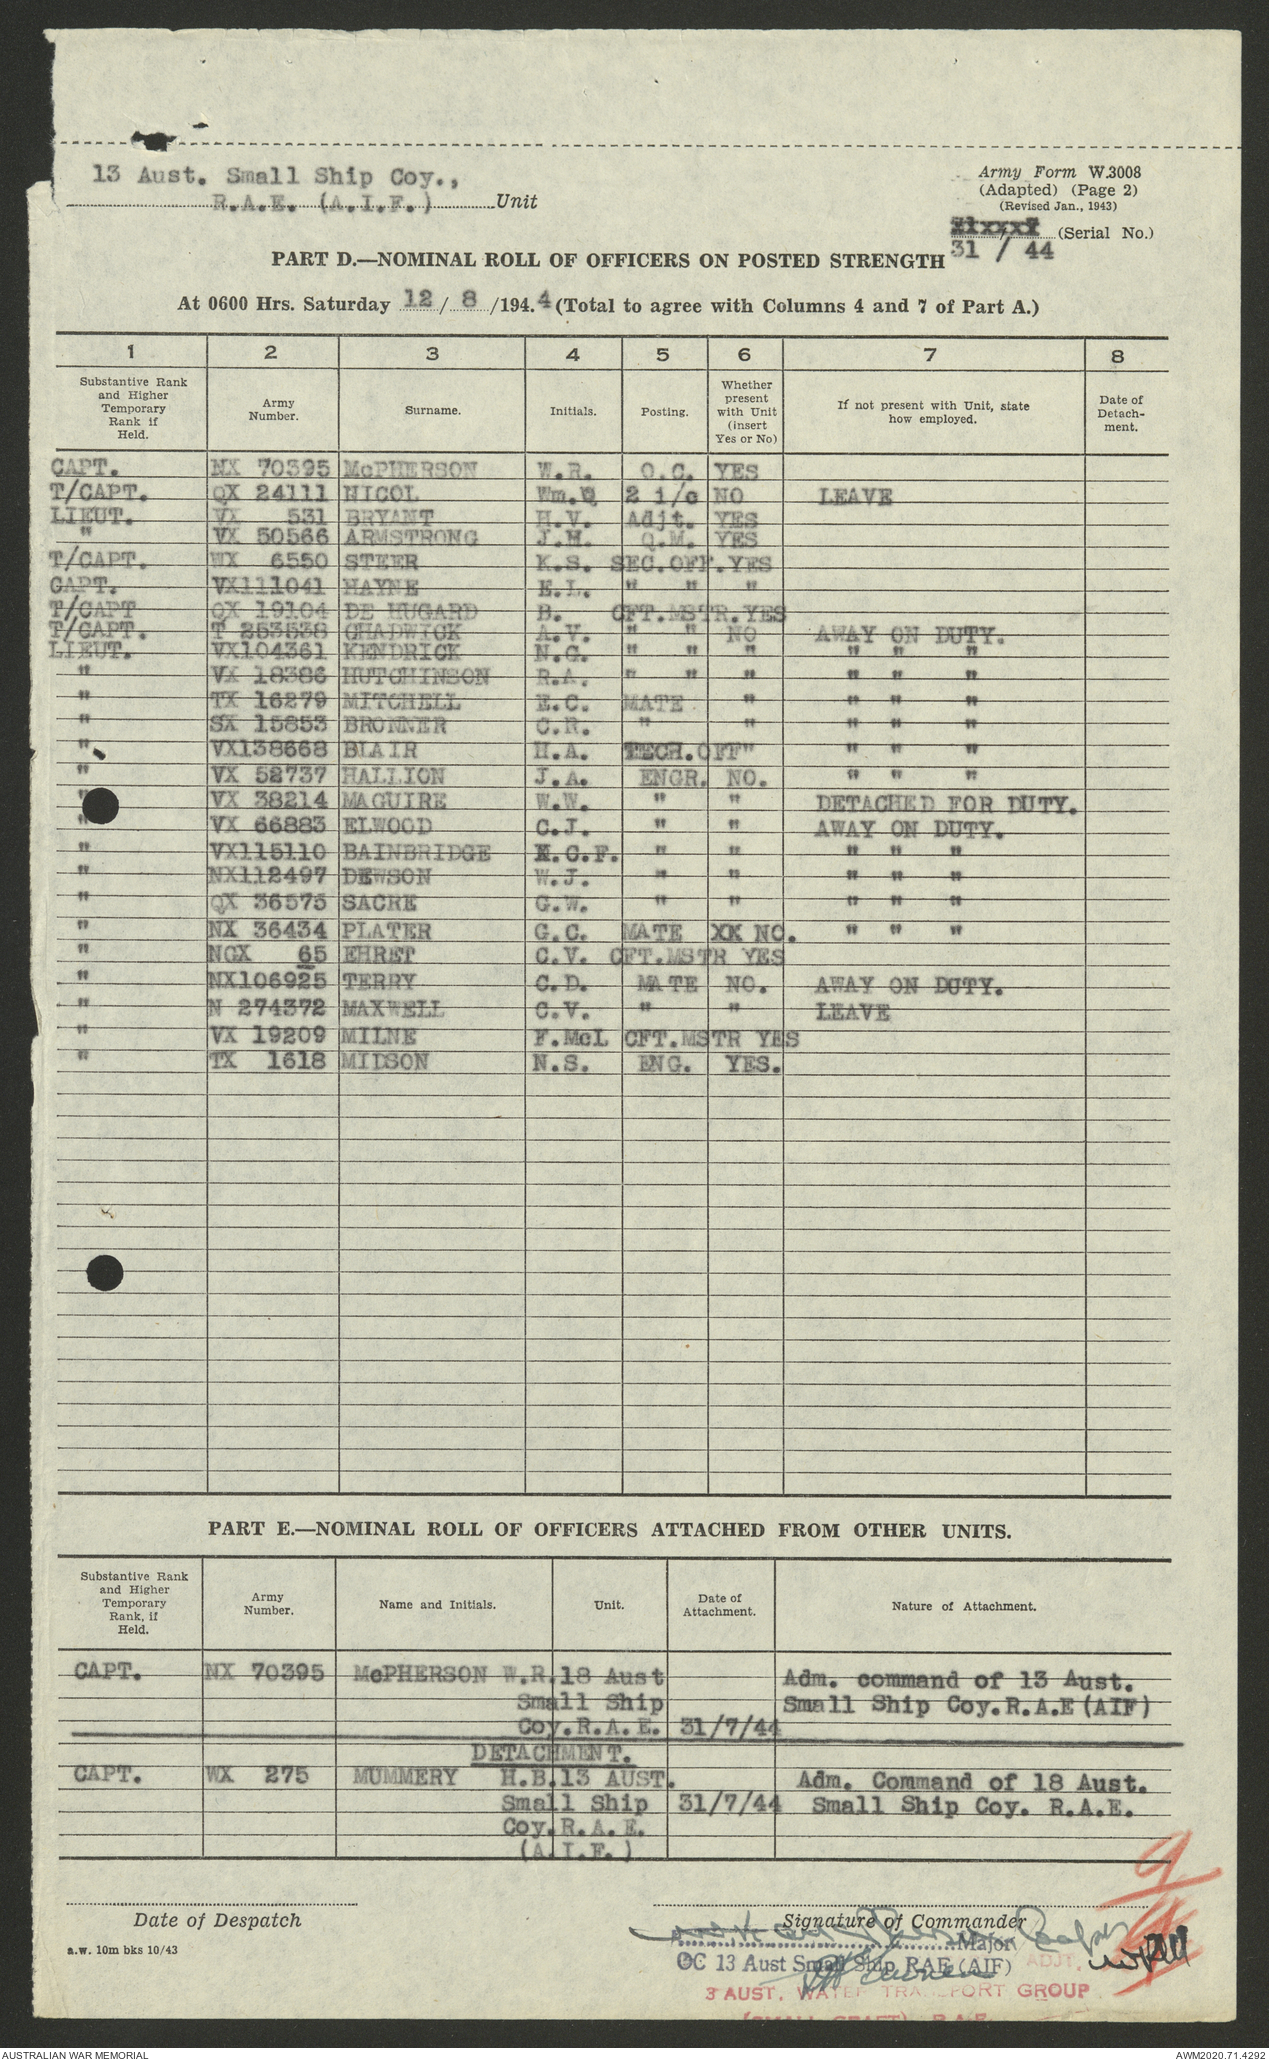 13 Aust. Small Ship Coy.,
R.A.E. (A.I.F.) Unit
Army Form W.3008
(Adapted) (Page 2)
(Revised Jan., 1943)
(Serial No.)
31 / 44
PART D.—NOMINAL ROLL OF OFFICERS ON POSTED STRENGTH
At 0600 Hrs. Saturday 12 / 8 /194.4 (Total to agree with Columns 4 and 7 of Part A.)
1 2 3 4 5 6 7 8
Substantive Rank and Higher Temporary Rank if Held. Army Number. Surname. Initials. Posting. Whether present with Unit (insert Yes or No) If not present with Unit, state how employed. Date of Detach- ment.
CAPT. NX 70395 McPHERSON W.R. O.C. YES
T/CAPT. QX 24111 NICOL Wm. 2 i/c NO LEAVE
LIEUT. VX 531 BRYANT H.V. Adjt. YES
" VX 50566 ARMSTRONG J.H. Q.M. YES
T/CAPT. WX 6550 STEER K.S. SEC.OFF. YES
CAPT. VX111041 HAYNE E.L. " " "
T/CAPT QX 19104 DE HUGARD B. CFT.MSTR. YES
T/CAPT. T 253538 CHADWICK A.V. " " NO AWAY ON DUTY.
LIEUT. VX104361 KENDRICK N.G. " " " " " "
" VX 18386 HUTCHINSON R.A. " " " " " "
" TX 16279 MITCHELL E.C. MATE " " " "
" SX 15853 BRONNER C.R. " " " " "
" VX138668 BLAIR H.A. TECH.OFF " " " "
" VX 52737 HALLION J.A. ENGR. NO. " " "
" VX 38214 MAGUIRE W.W. " " DETACHED FOR DUTY.
" VX 66883 ELWOOD C.J. " " AWAY ON DUTY.
" VX115110 BAINBRIDGE C.F. " " " " "
" NX112497 DEWSON W.J. " " " " "
" QX 36575 SACRE G.W. " " " " "
" NX 36434 PLATER G.C. MATE XX NO. " " "
" NGX 65 EHRET C.V. CFT.MSTR YES
" NX106925 TERRY C.D. MATE NO. AWAY ON DUTY.
" N 274372 MAXWELL C.V. " " LEAVE
" VX 19209 MILNE F.McL CFT.MSTR YES
" TX 1618 MIDSON N.S. ENG. YES.
PART E.—NOMINAL ROLL OF OFFICERS ATTACHED FROM OTHER UNITS.
Substantive Rank and Higher Temporary Rank, if Held. Army Number. Name and Initials. Unit. Date of Attachment. Nature of Attachment.
CAPT. NX 70395 McPHERSON W.R. 18 Aust Adm. command of 13 Aust.
Small Ship Small Ship Coy.R.A.E (AIF)
Coy.R.A.E. 31/7/44
DETACHMENT.
CAPT. WX 275 MUMMERY H.B. 13 AUST. Adm. Command of 18 Aust.
Small Ship 31/7/44 Small Ship Coy. R.A.E.
Coy.R.A.E.
(A.I.F.)
9
Date of Despatch Signature of Commander
a.w. 10m bks 10/43
Major
OC 13 Aust Small Ship RAE (AIF) ADJT.
3 AUST. WATER TRANSPORT GROUP
(SMALL CRAFT) R.A.E.
AUSTRALIAN WAR MEMORIAL AWM2020.71.4292